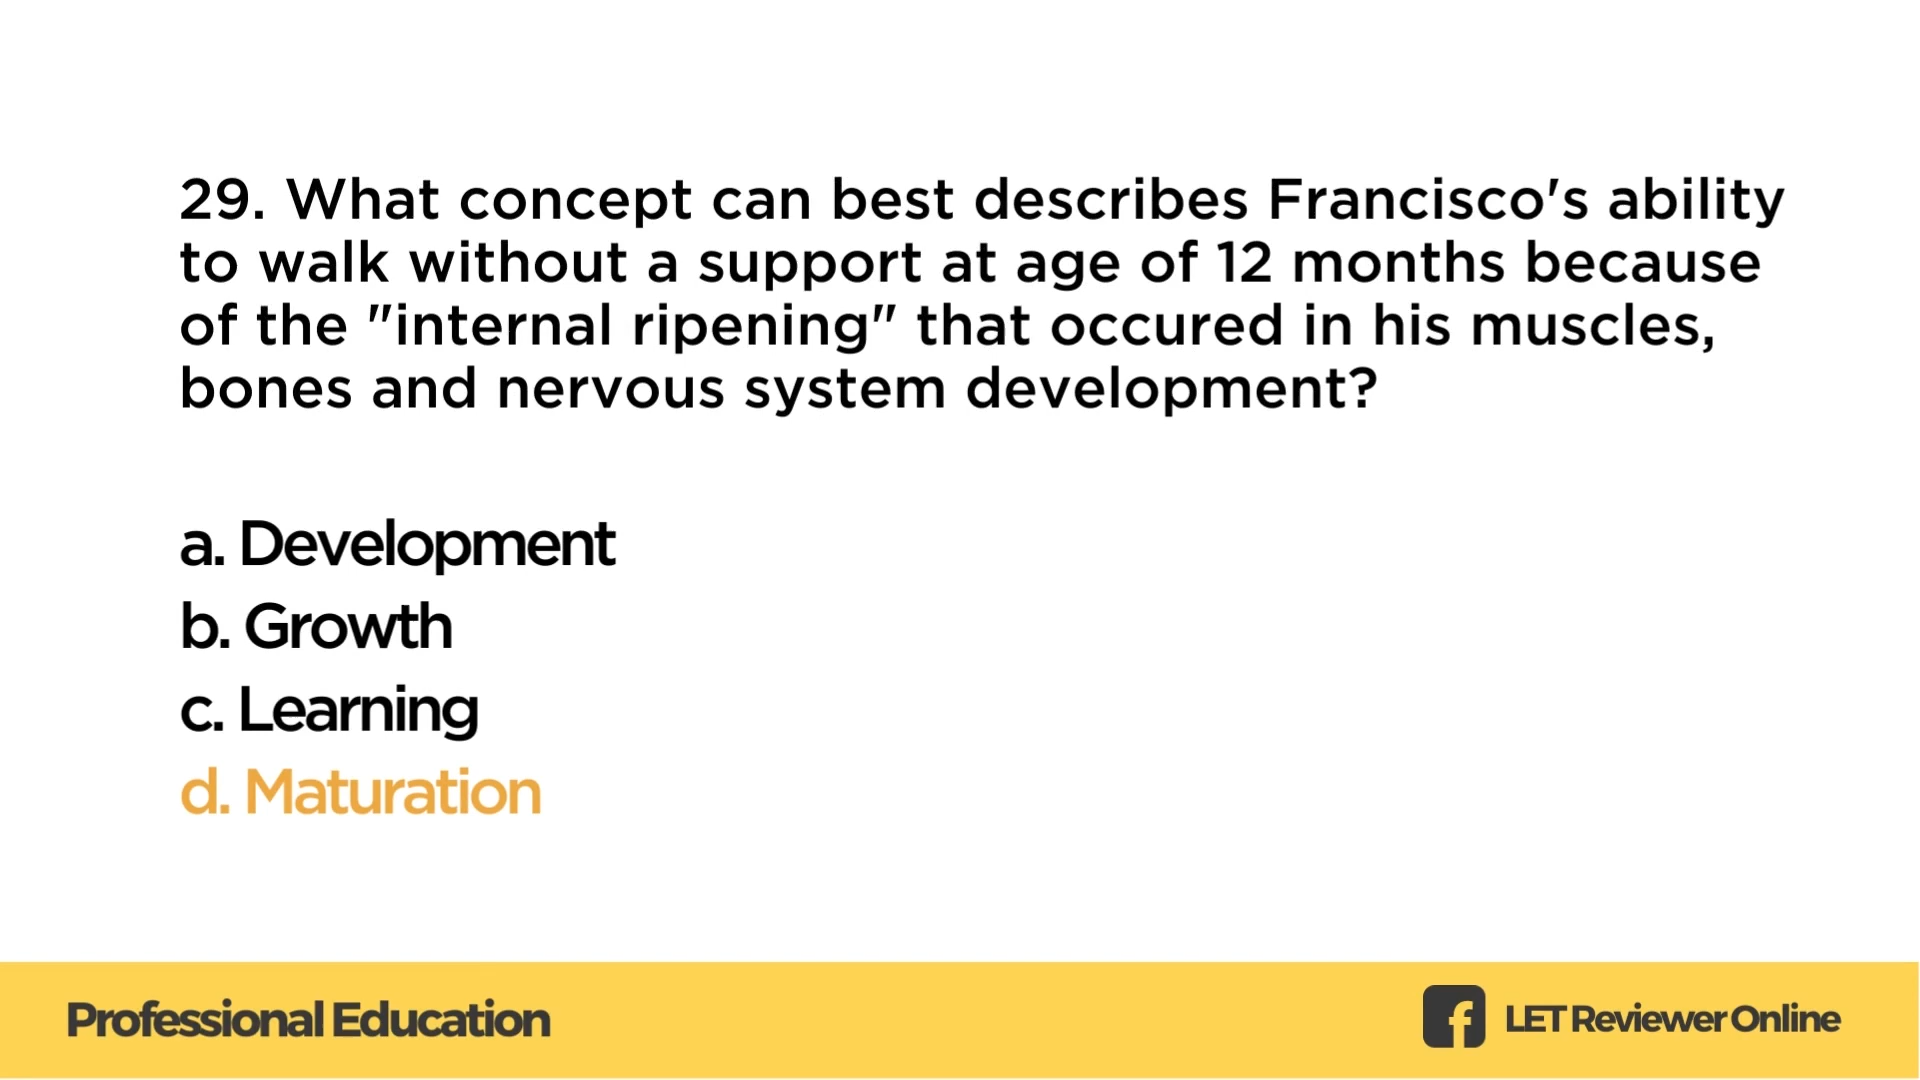 29. What concept can best describes Francisco's ability
to walk without a support at age of 12 months because
of the "internal ripening" that occured in his muscles,
bones and nervous system development?
a. Development
b. Growth
c. Learning
d. Maturation
Professional Education
LET Reviewer Online